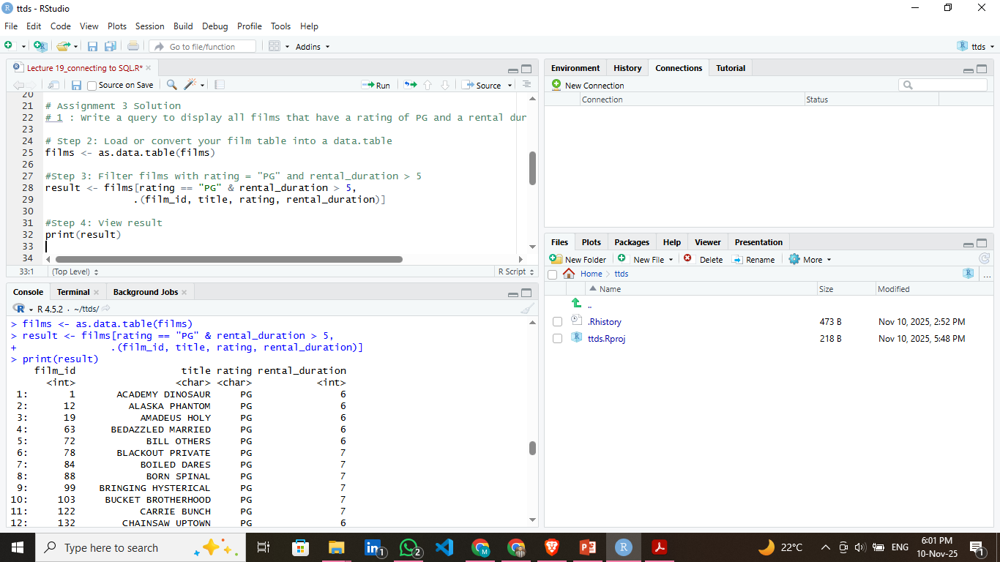 ttds - RStudio
File Edit Code View Plots Session Build Debug Profile Tools Help
Go to file/function Addins ttds
Lecture 19_connecting to SQL.R*
Source on Save Run Source
20
21 # Assignment 3 Solution
22 # 1 : Write a query to display all films that have a rating of PG and a rental dur
23
24 # Step 2: Load or convert your film table into a data.table
25 films <- as.data.table(films)
26
27 #Step 3: Filter films with rating = "PG" and rental_duration > 5
28 result <- films[rating == "PG" & rental_duration > 5,
29 .(film_id, title, rating, rental_duration)]
30
31 #Step 4: View result
32 print(result)
33
34
33:1 (Top Level) R Script
Console Terminal Background Jobs
R 4.5.2 · ~/ttds/
> films <- as.data.table(films)
> result <- films[rating == "PG" & rental_duration > 5,
+ .(film_id, title, rating, rental_duration)]
> print(result)
film_id title rating rental_duration
<int> <char> <char> <int>
1: 1 ACADEMY DINOSAUR PG 6
2: 12 ALASKA PHANTOM PG 6
3: 19 AMADEUS HOLY PG 6
4: 63 BEDAZZLED MARRIED PG 6
5: 72 BILL OTHERS PG 6
6: 78 BLACKOUT PRIVATE PG 7
7: 84 BOILED DARES PG 7
8: 88 BORN SPINAL PG 7
9: 99 BRINGING HYSTERICAL PG 7
10: 103 BUCKET BROTHERHOOD PG 7
11: 122 CARRIE BUNCH PG 7
12: 132 CHAINSAW UPTOWN PG 6
Environment History Connections Tutorial
New Connection
Connection Status
Files Plots Packages Help Viewer Presentation
New Folder New File Delete Rename More
Home ttds ...
Name Size Modified
..
.Rhistory 473 B Nov 10, 2025, 2:52 PM
ttds.Rproj 218 B Nov 10, 2025, 5:48 PM
Type here to search 1 2 22°C ENG 6:01 PM 1
10-Nov-25